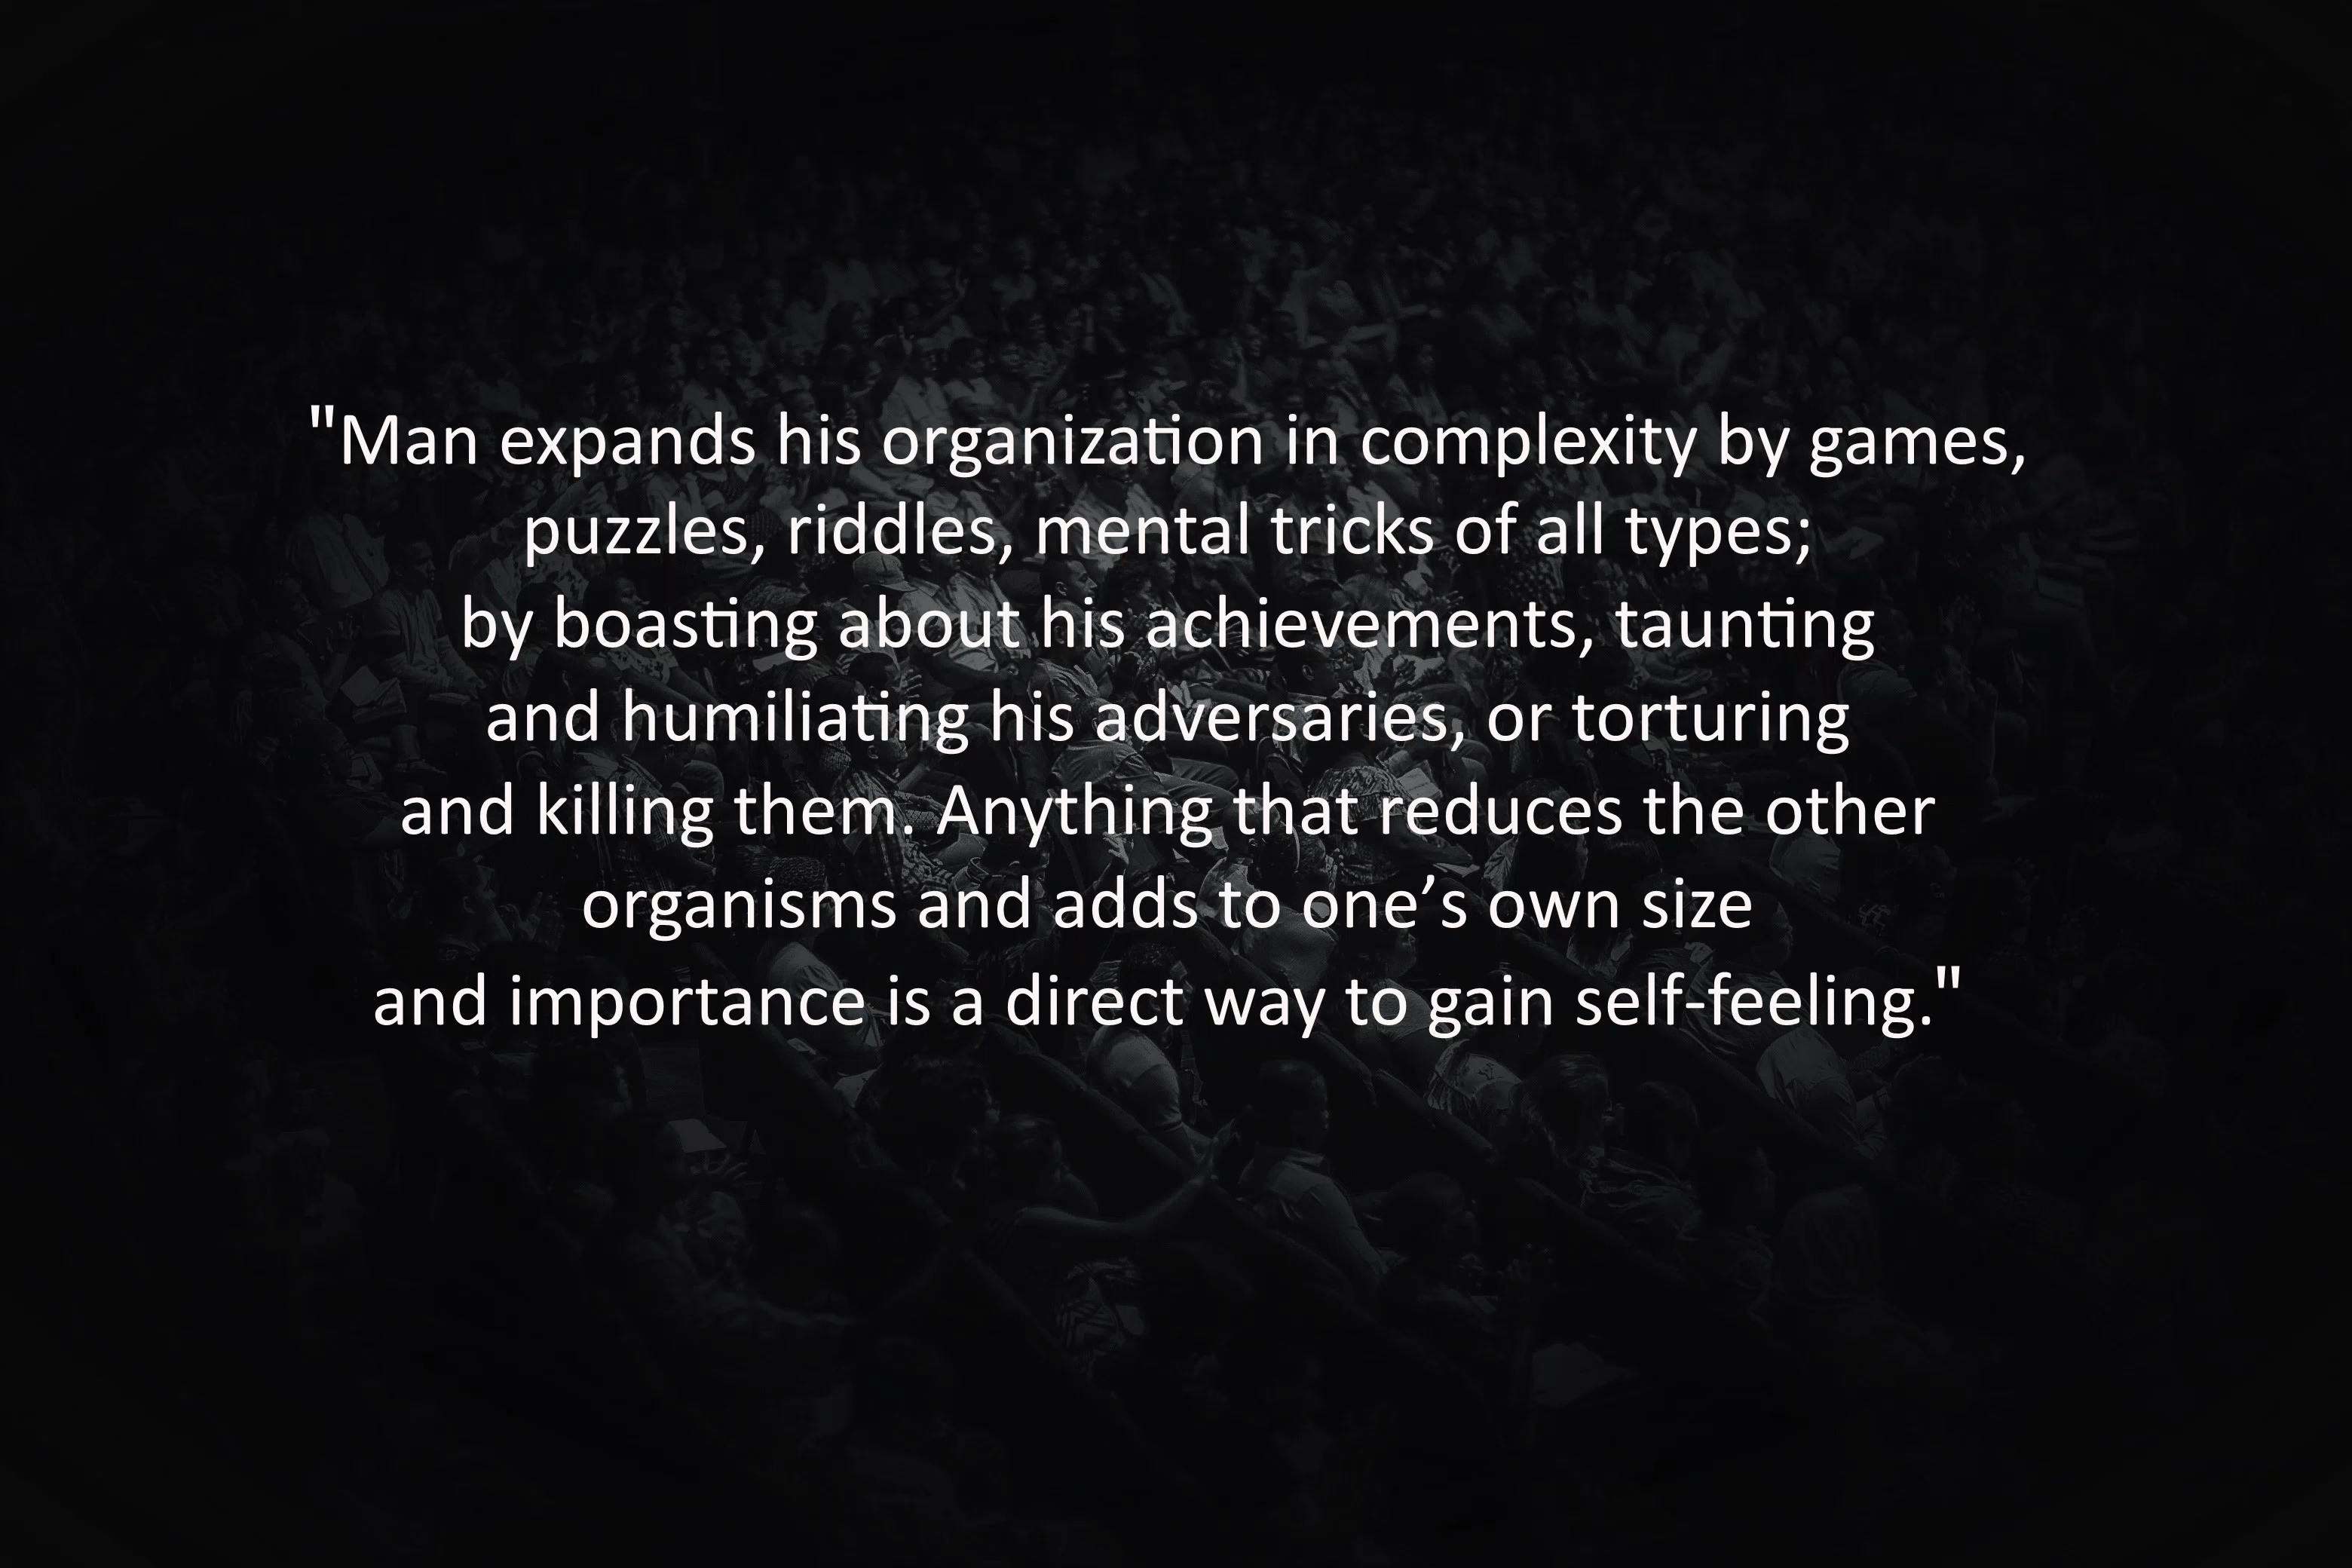 "Man expands his organization in complexity by games,
puzzles, riddles, mental tricks of all types;
by boasting about his achievements, taunting
and humiliating his adversaries, or torturing
and killing them. Anything that reduces the other
organisms and adds to one’s own size
and importance is a direct way to gain self-feeling."